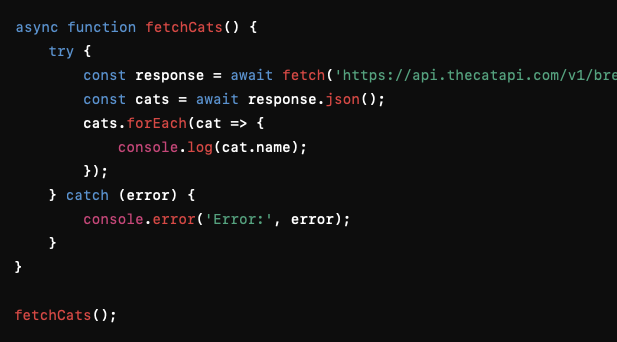 async function fetchCats() {
    try {
        const response = await fetch('https://api.thecatapi.com/v1/bre
        const cats = await response.json();
        cats.forEach(cat => {
            console.log(cat.name);
        });
    } catch (error) {
        console.error('Error:', error);
    }
}

fetchCats();